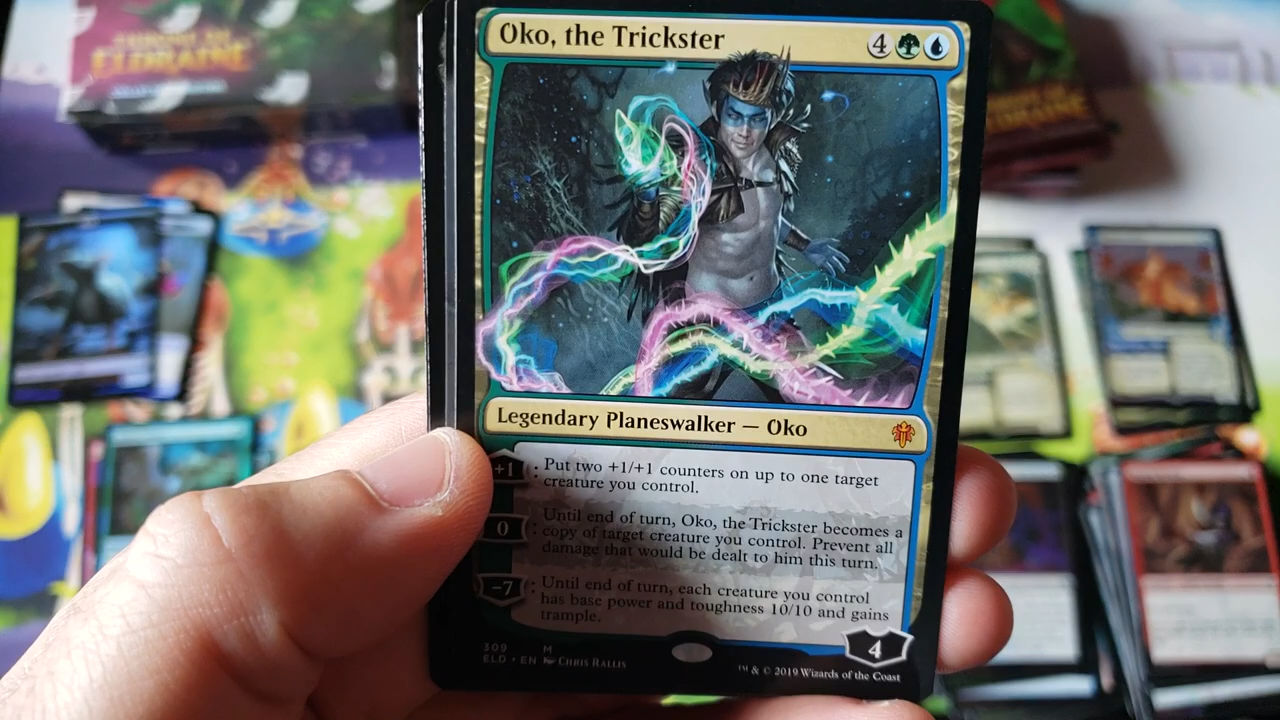 THRONE OF
ELDRAINE
Oko, the Trickster
4
ELDRAINE
Legendary Planeswalker — Oko
+1 : Put two +1/+1 counters on up to one target
creature you control.
0 : Until end of turn, Oko, the Trickster becomes a
copy of target creature you control. Prevent all
damage that would be dealt to him this turn.
−7 : Until end of turn, each creature you control
has base power and toughness 10/10 and gains
trample.
4
309 M
ELD • EN Chris Rallis
™ & © 2019 Wizards of the Coast